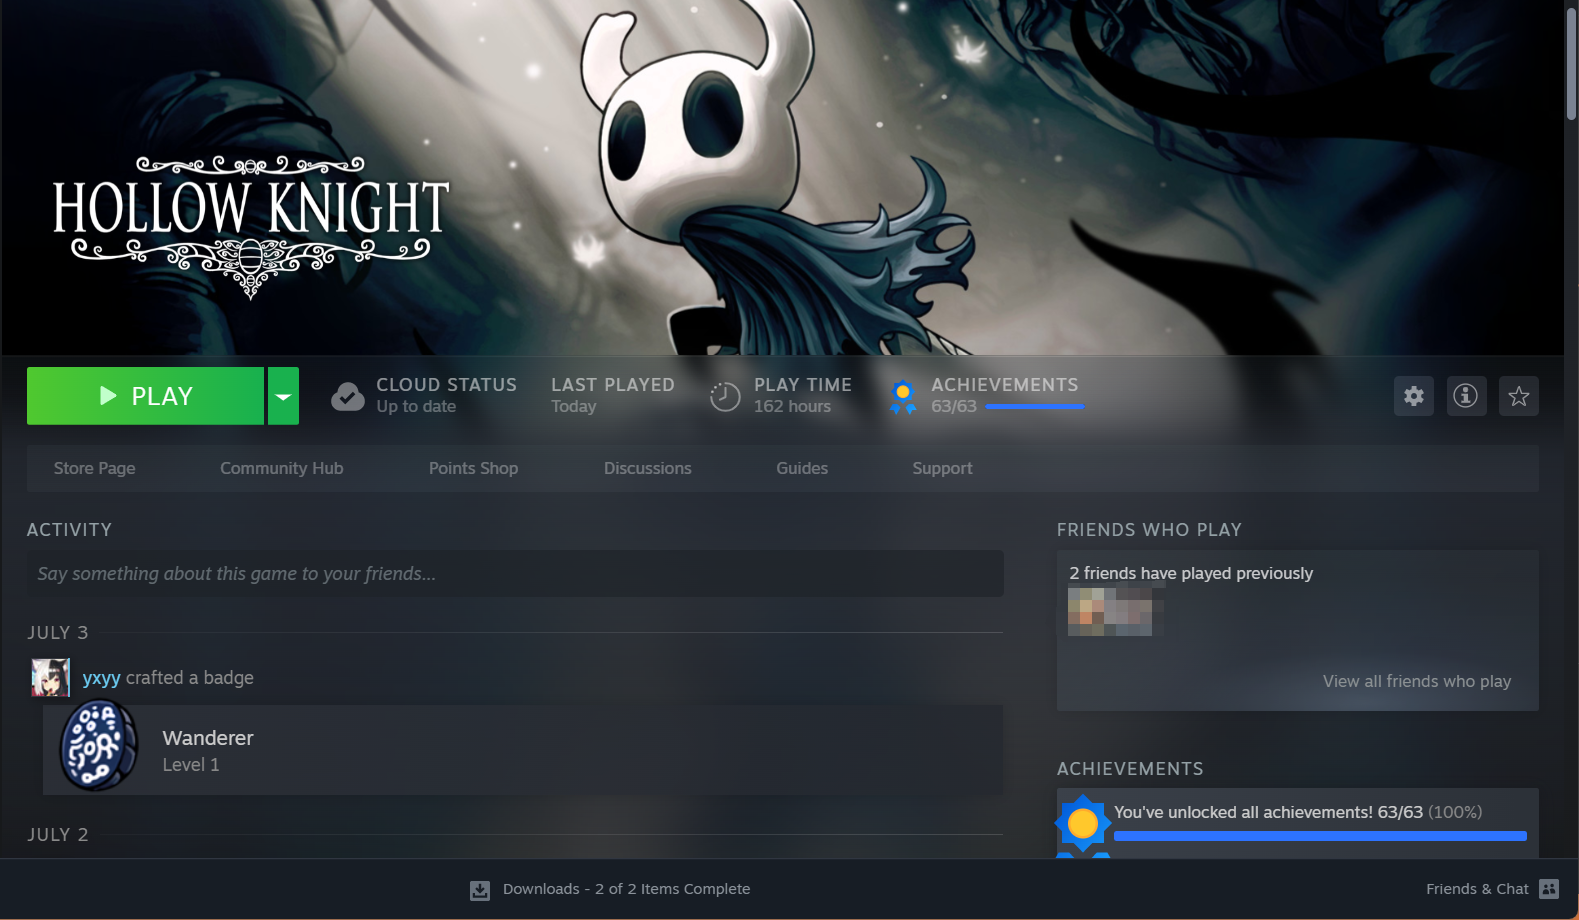 HOLLOW KNIGHT
PLAY
CLOUD STATUS
Up to date
LAST PLAYED
Today
PLAY TIME
162 hours
ACHIEVEMENTS
63/63
Store Page
Community Hub
Points Shop
Discussions
Guides
Support
ACTIVITY
Say something about this game to your friends...
JULY 3
yxyy crafted a badge
Wanderer
Level 1
JULY 2
FRIENDS WHO PLAY
2 friends have played previously
View all friends who play
ACHIEVEMENTS
You've unlocked all achievements! 63/63 (100%)
Downloads - 2 of 2 Items Complete
Friends & Chat